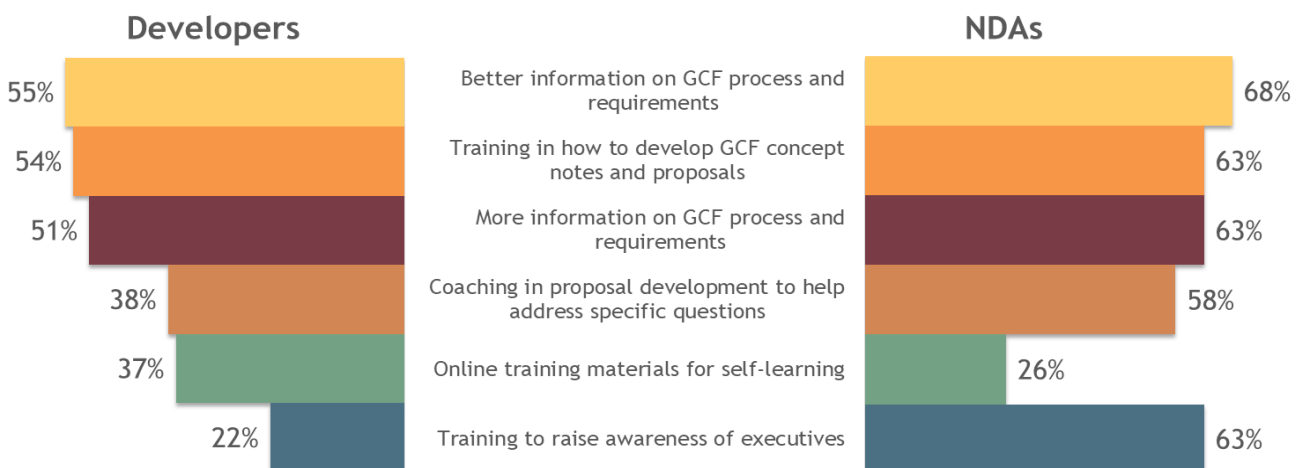 Developers
NDAs
55%
Better information on GCF process and
requirements
68%
54%
Training in how to develop GCF concept
notes and proposals
63%
51%
More information on GCF process and
requirements
63%
38%
Coaching in proposal development to help
address specific questions
58%
37%
Online training materials for self-learning
26%
22%
Training to raise awareness of executives
63%